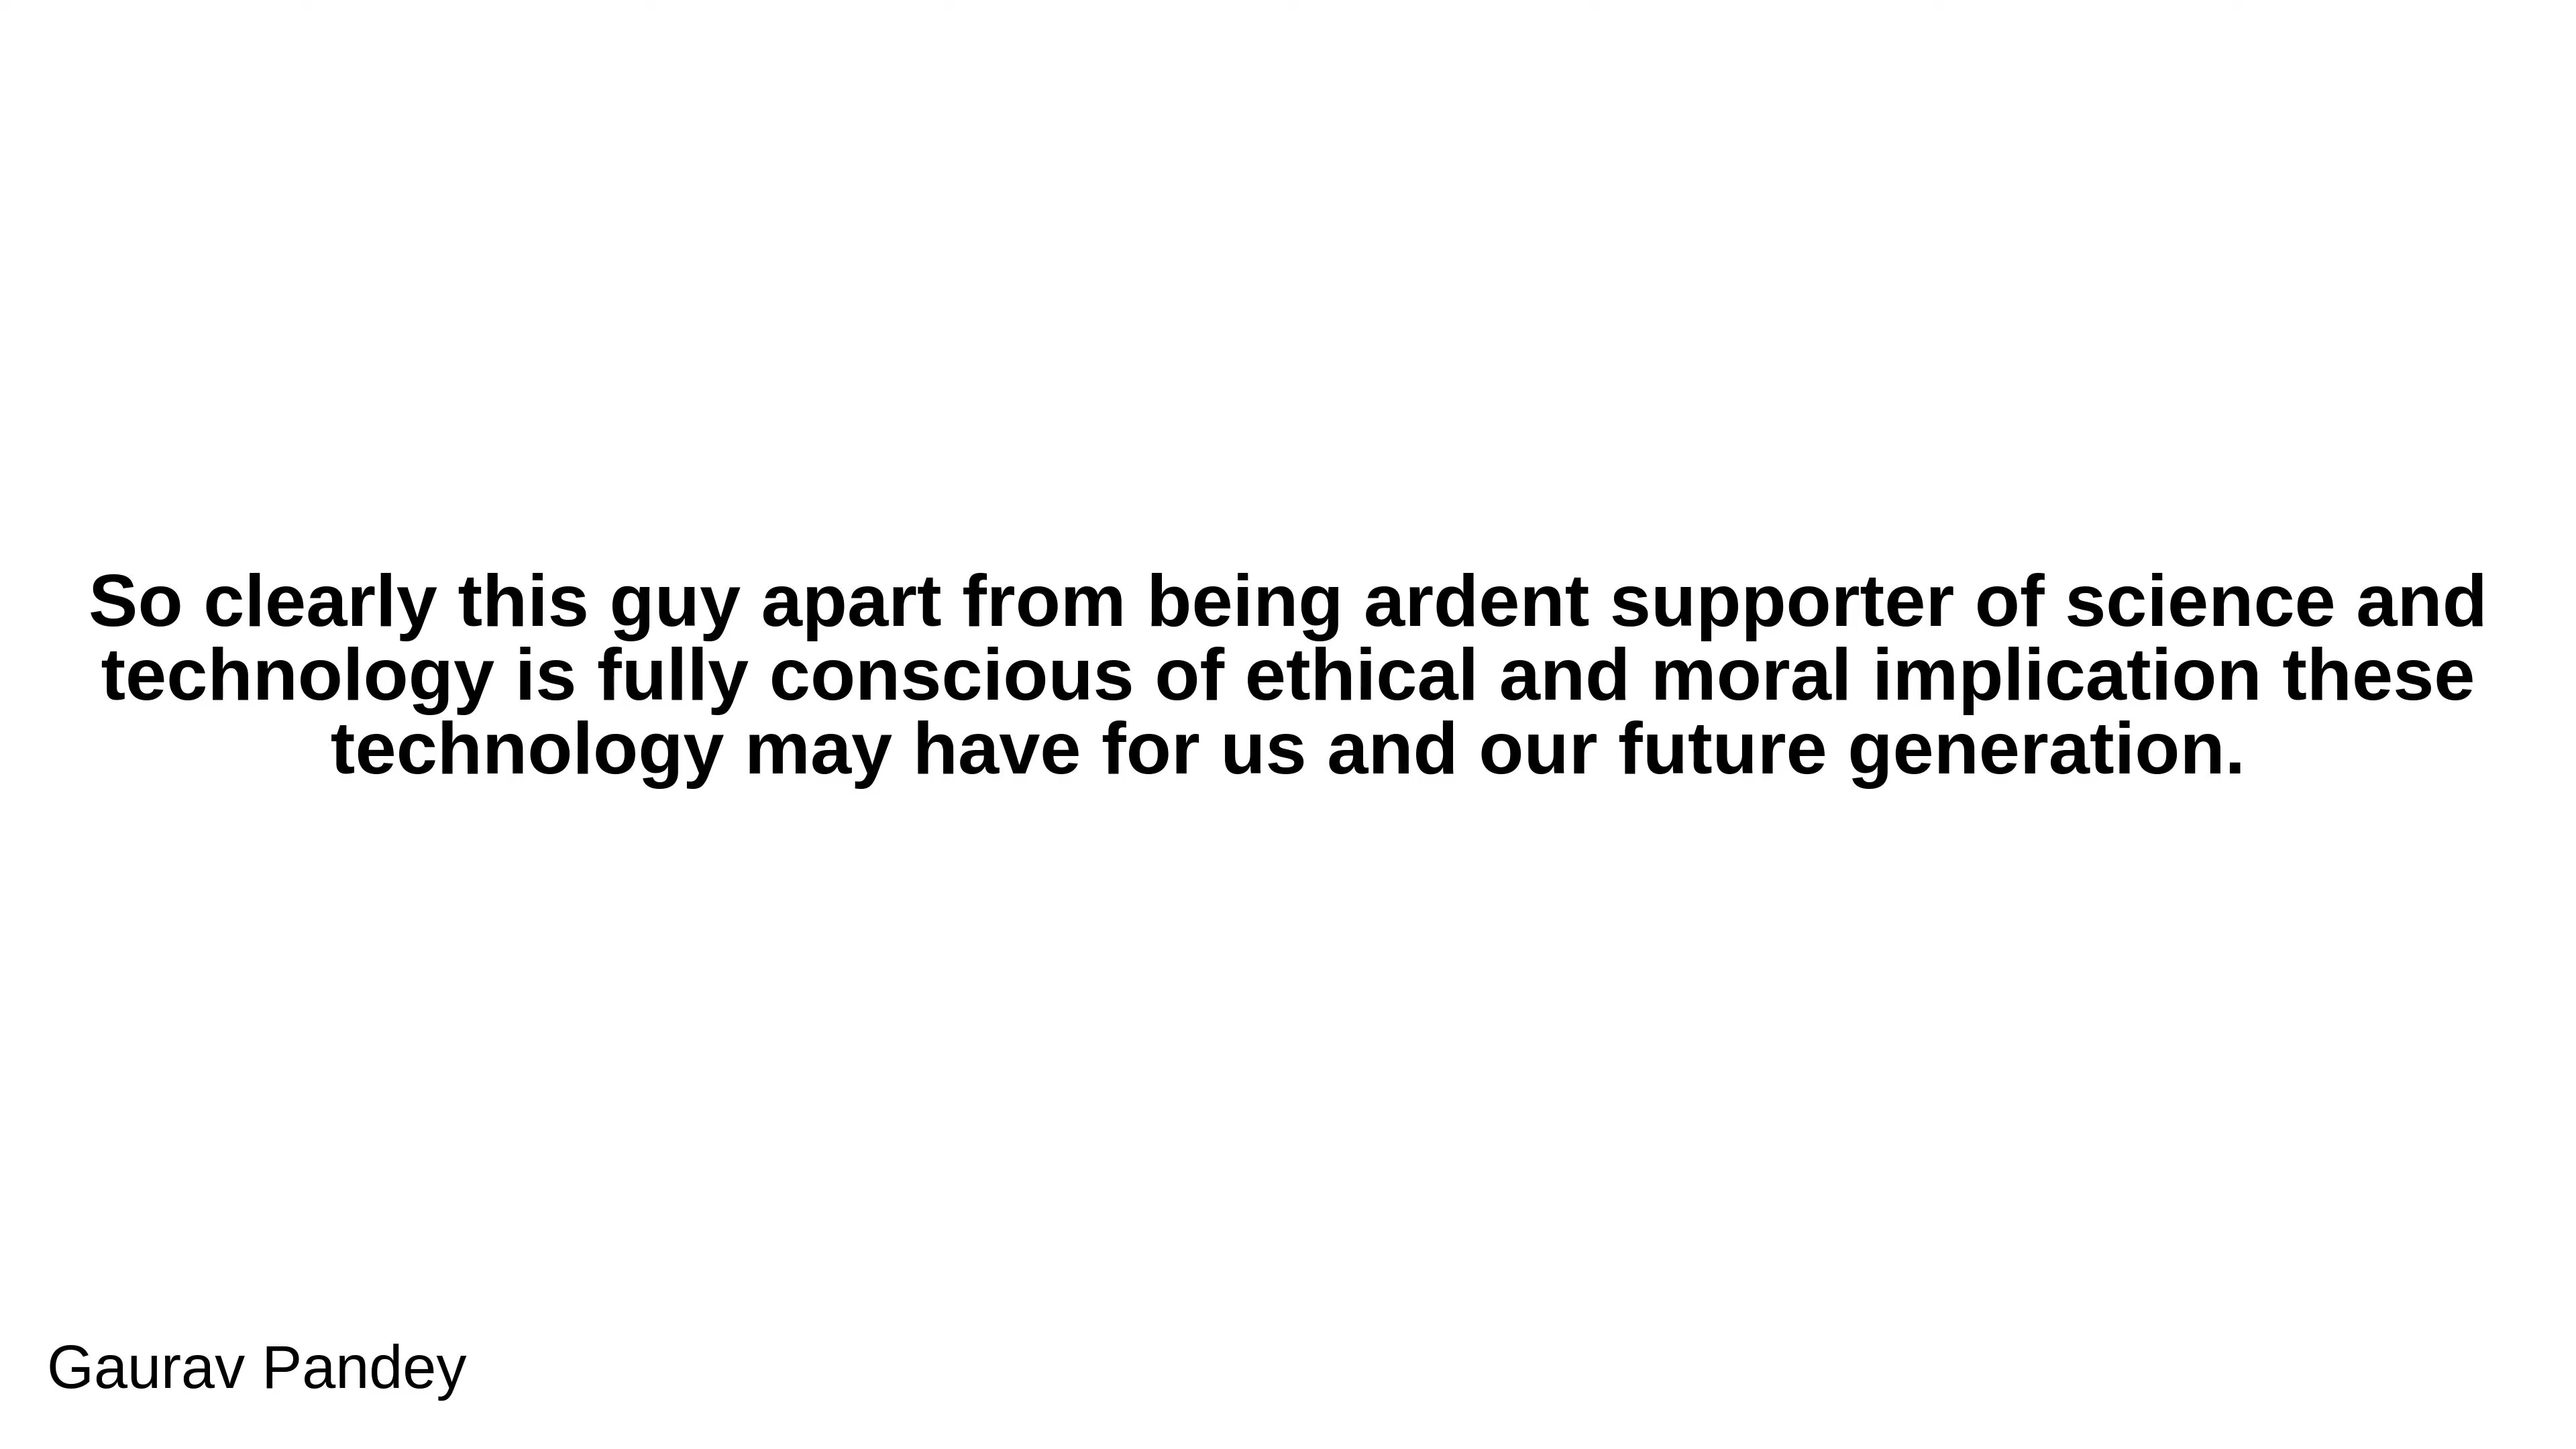 So clearly this guy apart from being ardent supporter of science and
technology is fully conscious of ethical and moral implication these
technology may have for us and our future generation.
Gaurav Pandey